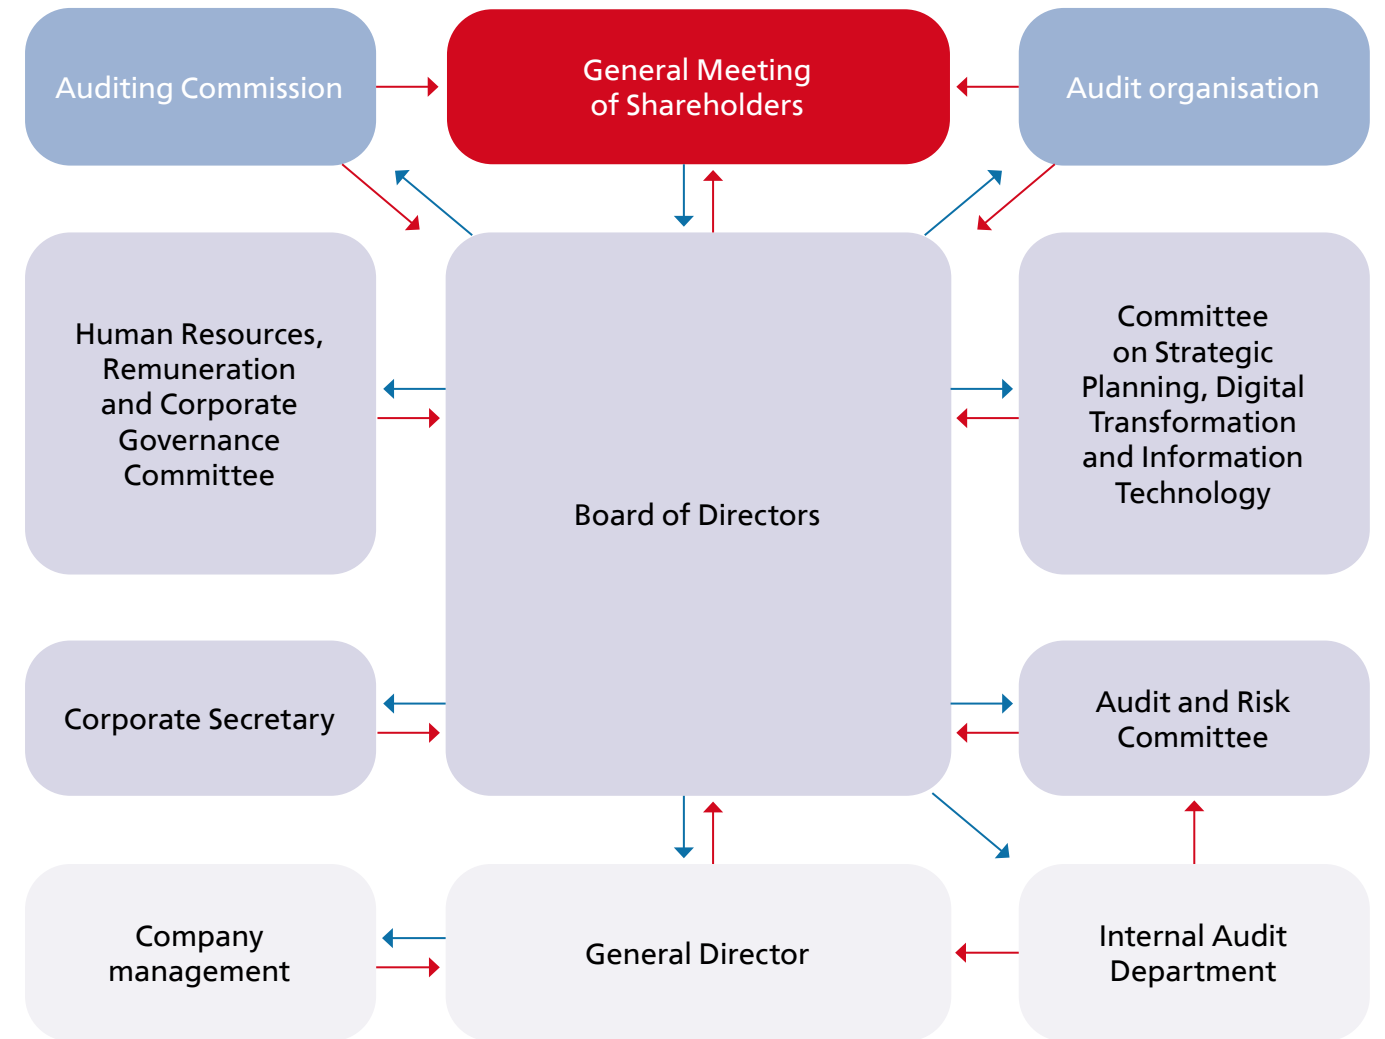 Auditing Commission
General Meeting
of Shareholders
Audit organisation
Human Resources,
Remuneration
and Corporate
Governance
Committee
Board of Directors
Committee
on Strategic
Planning, Digital
Transformation
and Information
Technology
Corporate Secretary
Audit and Risk
Committee
Company
management
General Director
Internal Audit
Department